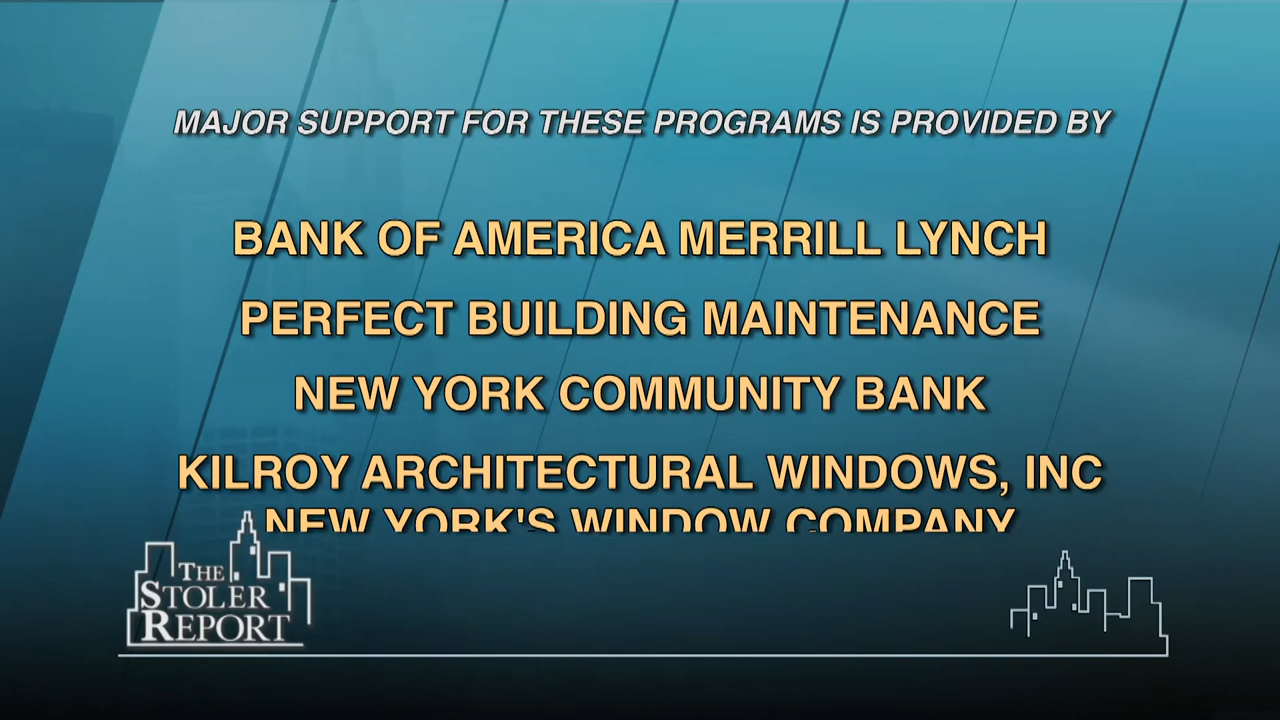 MAJOR SUPPORT FOR THESE PROGRAMS IS PROVIDED BY
BANK OF AMERICA MERRILL LYNCH
PERFECT BUILDING MAINTENANCE
NEW YORK COMMUNITY BANK
KILROY ARCHITECTURAL WINDOWS, INC
NEW YORK'S WINDOW COMPANY
THE
STOLER
REPORT